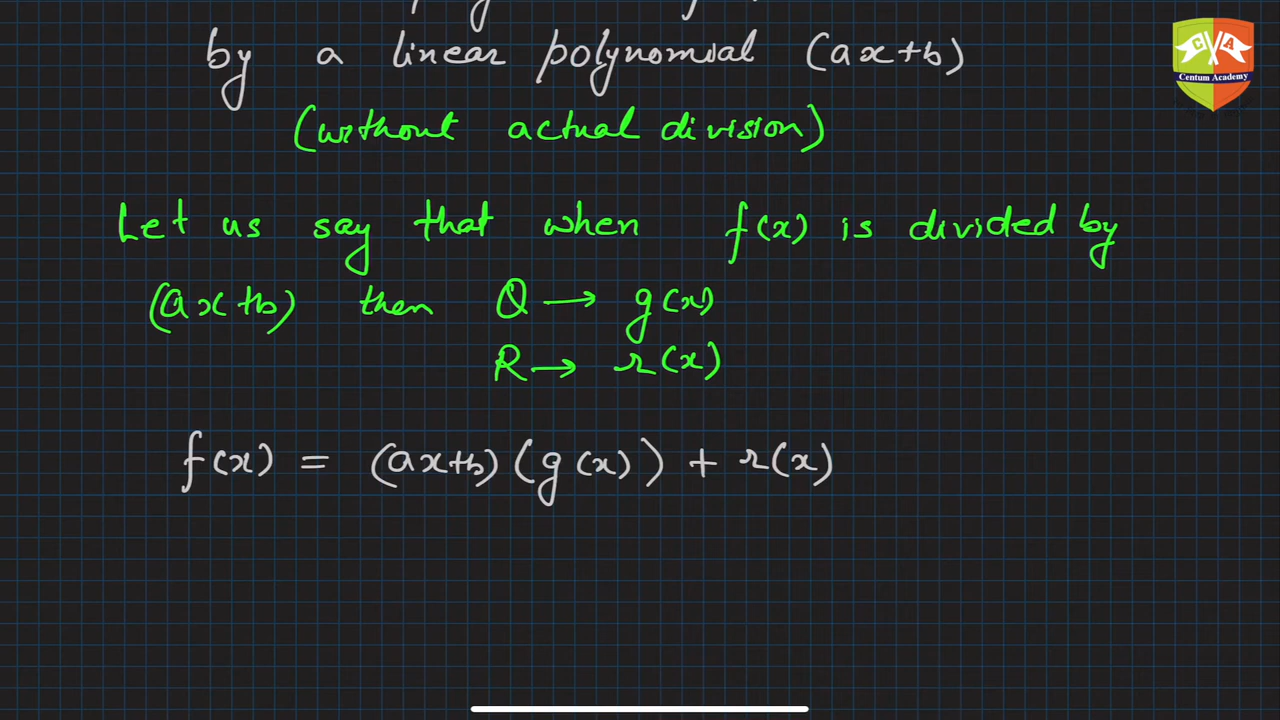 by a linear polynomial (ax+b)
(without actual division)
Let us say that when f(x) is divided by
(ax+b) then Q → g(x)
R → r(x)
f(x) = (ax+b)(g(x)) + r(x)
CA
Centum Academy